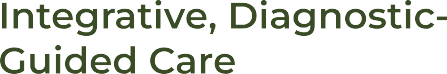 Integrative, Diagnostic-
Guided Care